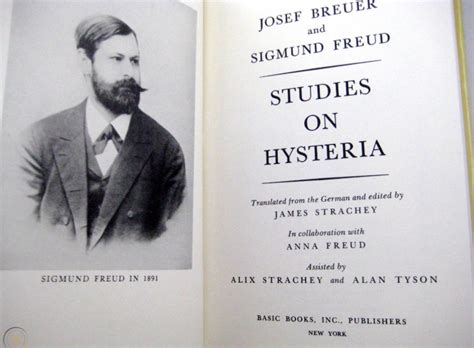 SIGMUND FREUD IN 1891
JOSEF BREUER
and
SIGMUND FREUD
STUDIES
ON
HYSTERIA
Translated from the German and edited by
JAMES STRACHEY
In collaboration with
ANNA FREUD
Assisted by
ALIX STRACHEY and ALAN TYSON
BASIC BOOKS, INC., PUBLISHERS
NEW YORK